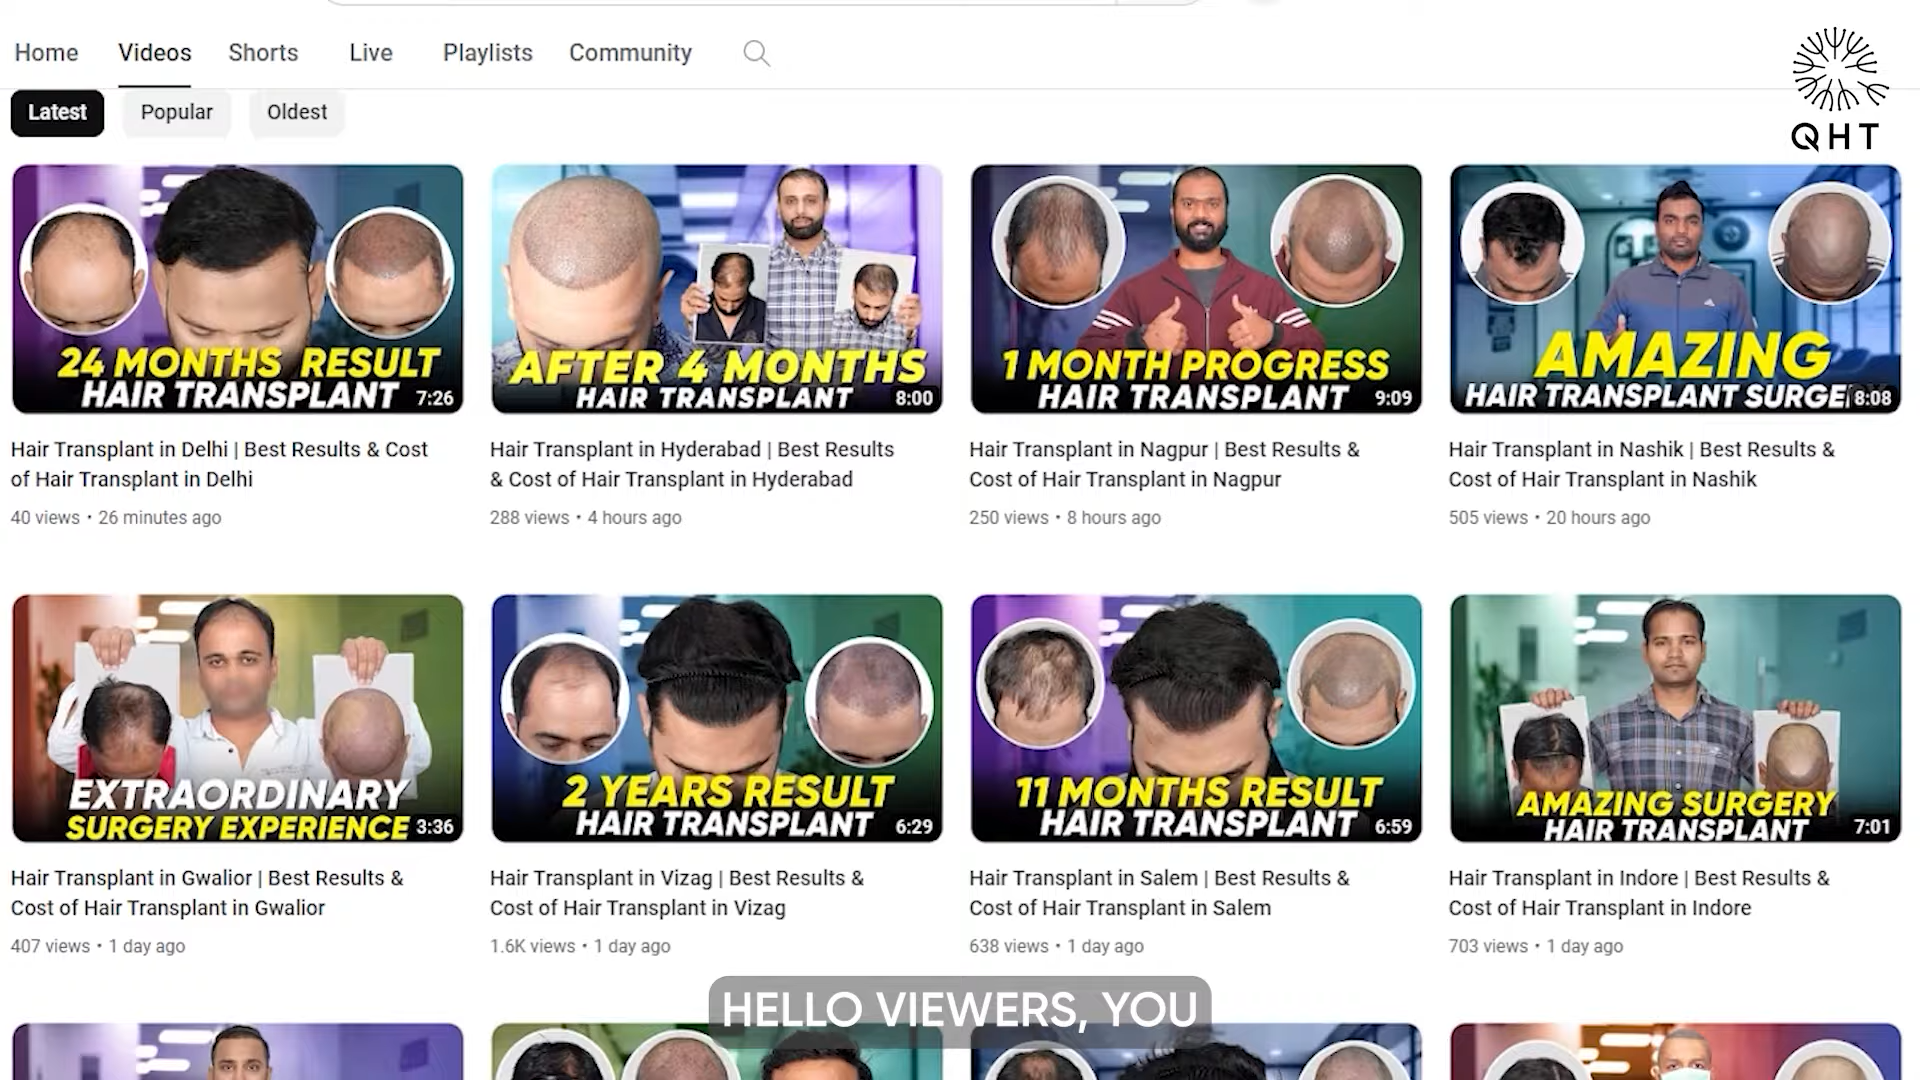 Home Videos Shorts Live Playlists Community
QHT
Latest Popular Oldest
24 MONTHS RESULT
HAIR TRANSPLANT
7:26
AFTER 4 MONTHS
HAIR TRANSPLANT
8:00
1 MONTH PROGRESS
HAIR TRANSPLANT
9:09
AMAZING
HAIR TRANSPLANT SURGERY
8:08
Hair Transplant in Delhi | Best Results & Cost
of Hair Transplant in Delhi
40 views • 26 minutes ago
Hair Transplant in Hyderabad | Best Results
& Cost of Hair Transplant in Hyderabad
288 views • 4 hours ago
Hair Transplant in Nagpur | Best Results &
Cost of Hair Transplant in Nagpur
250 views • 8 hours ago
Hair Transplant in Nashik | Best Results &
Cost of Hair Transplant in Nashik
505 views • 20 hours ago
EXTRAORDINARY
SURGERY EXPERIENCE
3:36
2 YEARS RESULT
HAIR TRANSPLANT
6:29
11 MONTHS RESULT
HAIR TRANSPLANT
6:59
AMAZING SURGERY
HAIR TRANSPLANT
7:01
Hair Transplant in Gwalior | Best Results &
Cost of Hair Transplant in Gwalior
407 views • 1 day ago
Hair Transplant in Vizag | Best Results &
Cost of Hair Transplant in Vizag
1.6K views • 1 day ago
Hair Transplant in Salem | Best Results &
Cost of Hair Transplant in Salem
638 views • 1 day ago
Hair Transplant in Indore | Best Results &
Cost of Hair Transplant in Indore
703 views • 1 day ago
HELLO VIEWERS, YOU